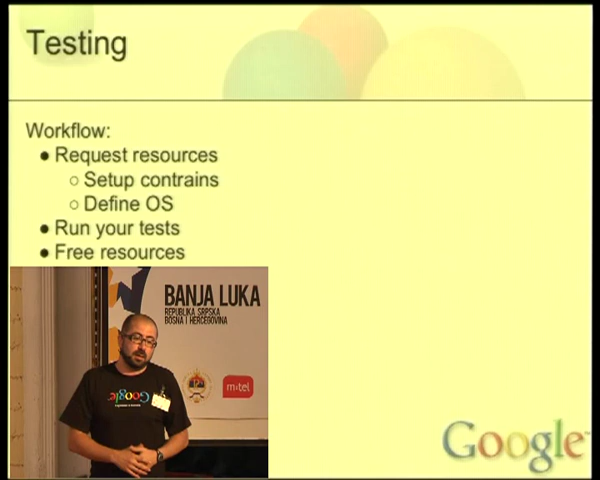 Testing
Workflow:
● Request resources
○ Setup contrains
○ Define OS
● Run your tests
● Free resources
BANJA LUKA
REPUBLIKA SRPSKA
BOSNA I HERCEGOVINA
m:tel
Google
Google